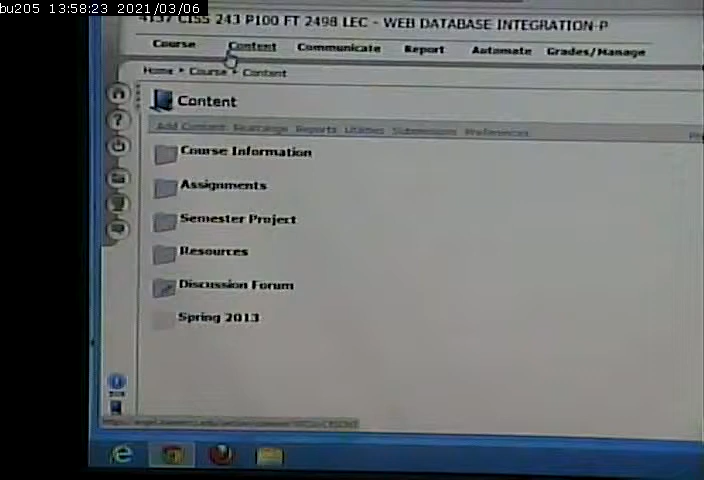 bu205 13:58:23 2021/03/06
4137 CISS 243 P100 FT 2498 LEC - WEB DATABASE INTEGRATION-P
Course Content Communicate Report Automate Grades/Manage
Home Course Content
Content
Add Content Rearrange Reports Utilities Submissions Preferences
Course Information
Assignments
Semester Project
Resources
Discussion Forum
Spring 2013